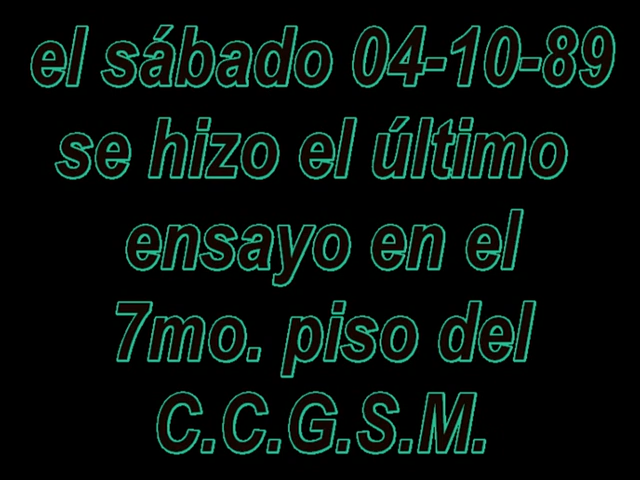 el sábado 04-10-89
se hizo el último
ensayo en el
7mo. piso del
C.C.G.S.M.